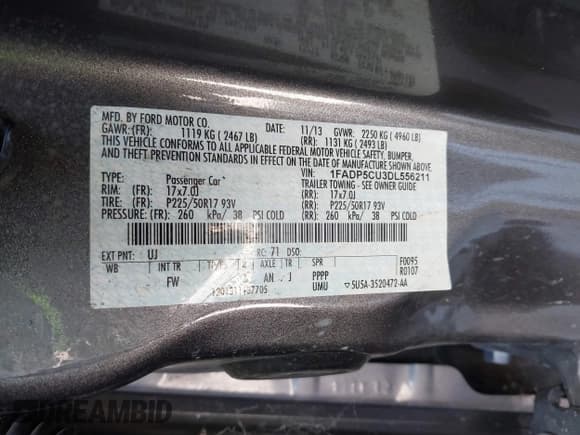 MFD. BY FORD MOTOR CO.
DATE: 11/13 GVWR: 2250 KG ( 4960 LB)
GAWR: (FR): 1119 KG ( 2467 LB) (RR): 1131 KG ( 2493 LB)
THIS VEHICLE CONFORMS TO ALL APPLICABLE FEDERAL MOTOR VEHICLE SAFETY, BUMPER,
AND THEFT PREVENTION STANDARDS IN EFFECT ON THE DATE OF MANUFACTURE SHOWN ABOVE.
VIN: 1FADP5CU3DL556211
TYPE: Passenger Car* TRAILER TOWING - SEE OWNER GUIDE
RIM: (FR): 17x7.0J (RR): 17x7.0J
TIRE: (FR): P225/50R17 93V (RR): P225/50R17 93V
PRESSURE: (FR): 260 kPa/ 38 PSI COLD (RR): 260 kPa/ 38 PSI COLD
EXT PNT: UJ RC: 71 DSO: F0095
WB INT TR AXLE TR SPR R0107
FW AN J PPPP
UMU 5USA-3520472-AA
DREAMBID